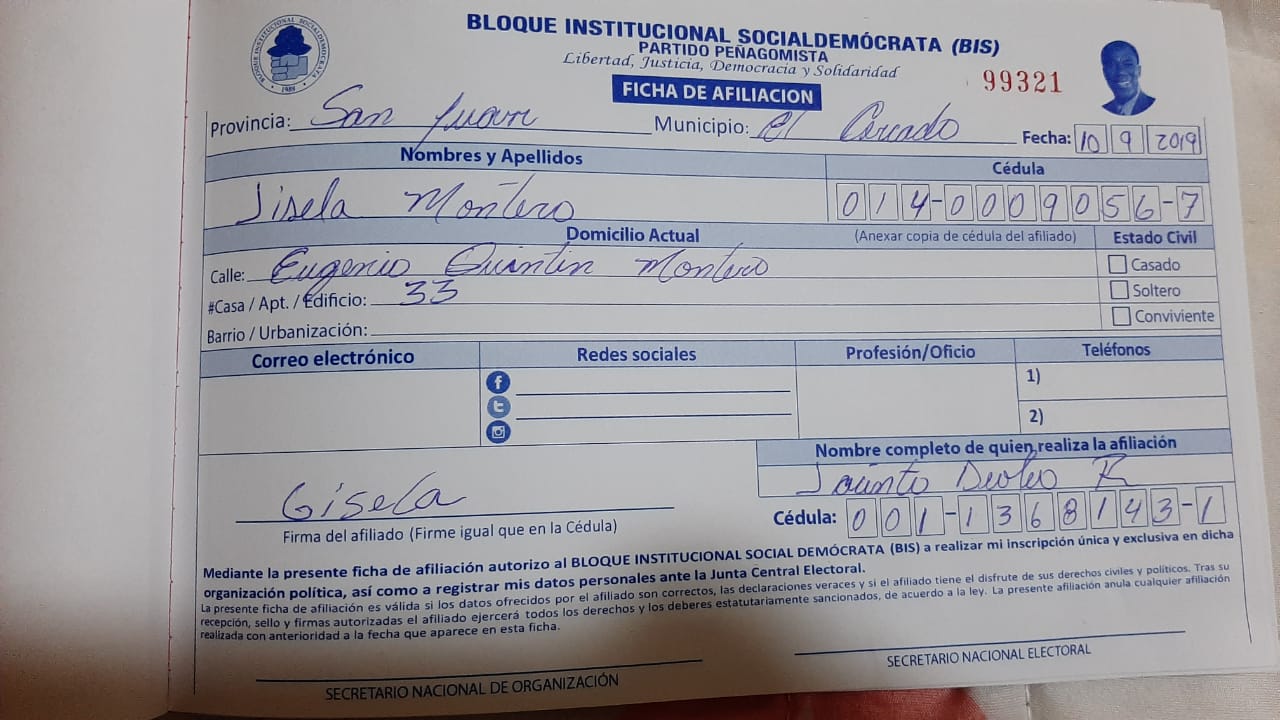 BLOQUE INSTITUCIONAL SOCIALDEMÓCRATA (BIS)
PARTIDO PEÑAGOMISTA
Libertad, Justicia, Democracia y Solidaridad
BLOQUE INSTITUCIONAL SOCIALDEMOCRATA
1989
99321
FICHA DE AFILIACION
Provincia: San Juan Municipio: el Cercado Fecha: 10 9 2019
Nombres y Apellidos Cédula
Jisela Montero 014-0009056-7
Domicilio Actual (Anexar copia de cédula del afiliado) Estado Civil
Calle: Eugenio Quintin Montero Casado
#Casa / Apt. / Edificio: 33 Soltero
Barrio / Urbanización: Conviviente
Correo electrónico Redes sociales Profesión/Oficio Teléfonos
1)
2)
Nombre completo de quien realiza la afiliación
Jacinto R
Gisela
Cédula: 001-1368143-1
Firma del afiliado (Firme igual que en la Cédula)
Mediante la presente ficha de afiliación autorizo al BLOQUE INSTITUCIONAL SOCIAL DEMÓCRATA (BIS) a realizar mi inscripción única y exclusiva en dicha
organización política, así como a registrar mis datos personales ante la Junta Central Electoral.
La presente ficha de afiliación es válida si los datos ofrecidos por el afiliado son correctos, las declaraciones veraces y si el afiliado tiene el disfrute de sus derechos civiles y políticos. Tras su
recepción, sello y firmas autorizadas el afiliado ejercerá todos los derechos y los deberes estatutariamente sancionados, de acuerdo a la ley. La presente afiliación anula cualquier afiliación
realizada con anterioridad a la fecha que aparece en esta ficha.
SECRETARIO NACIONAL DE ORGANIZACIÓN
SECRETARIO NACIONAL ELECTORAL